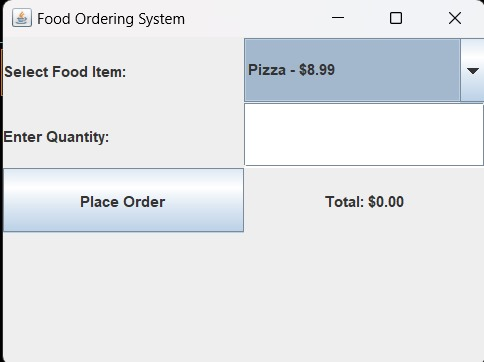 Food Ordering System
Select Food Item:
Pizza - $8.99
Enter Quantity:
Place Order
Total: $0.00